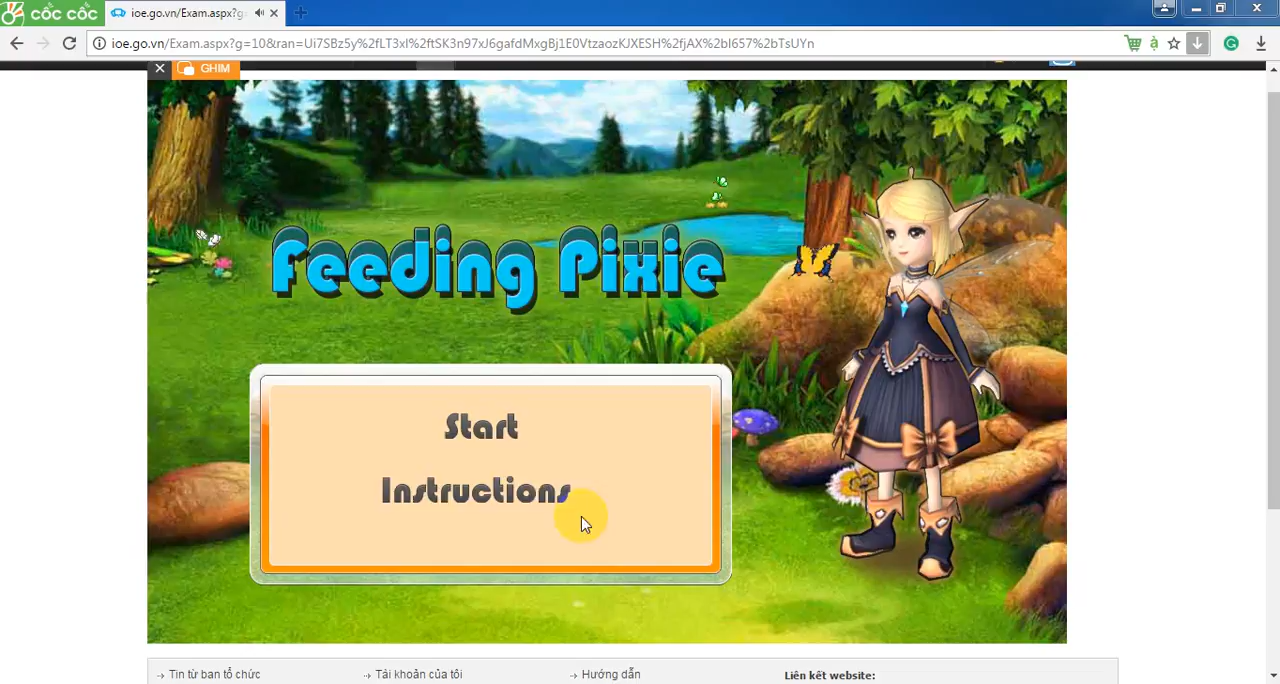 cốc cốc
ioe.go.vn/Exam.aspx?g=
ioe.go.vn/Exam.aspx?g=10&ran=Ui7SBz5y%2fLT3xI%2ftSK3n97xJ6gafdMxgBj1E0VtzaozKJXESH%2fjAX%2bI657%2bTsUYn
à
GHIM
Feeding Pixie
Start
Instructions
Tin từ ban tổ chức
Tài khoản của tôi
Hướng dẫn
Liên kết website: